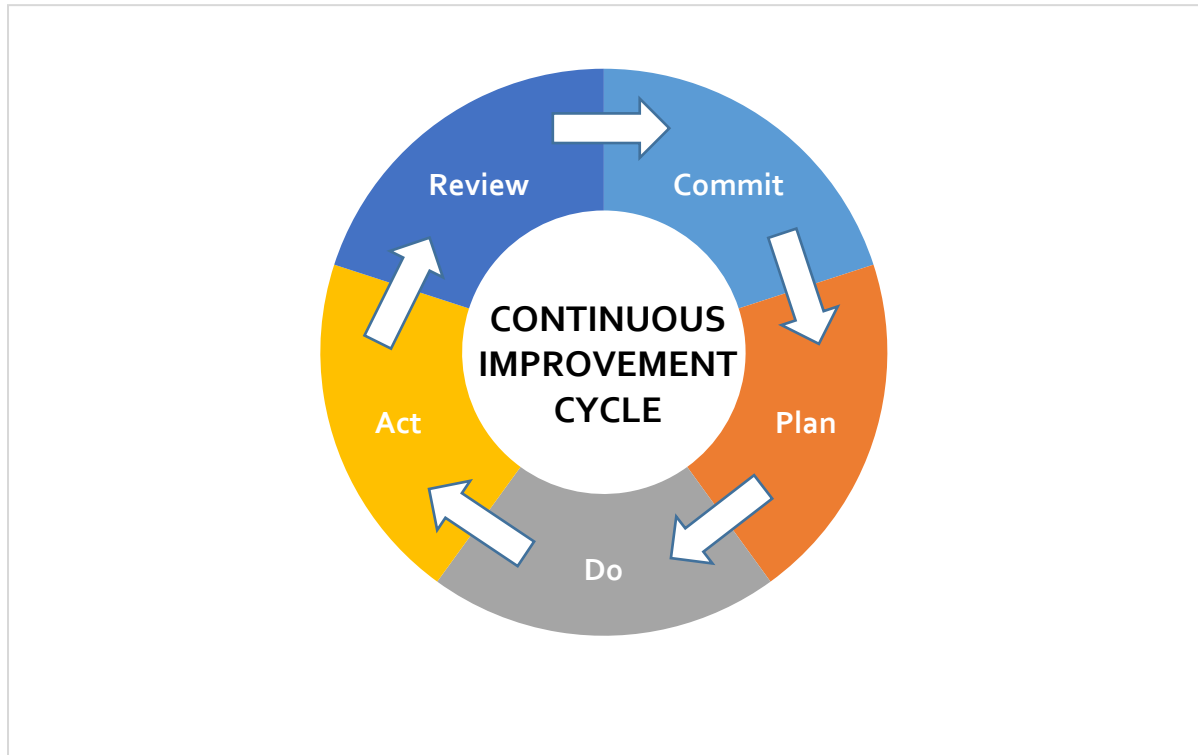 Review
Commit
CONTINUOUS
IMPROVEMENT
CYCLE
Act
Plan
Do